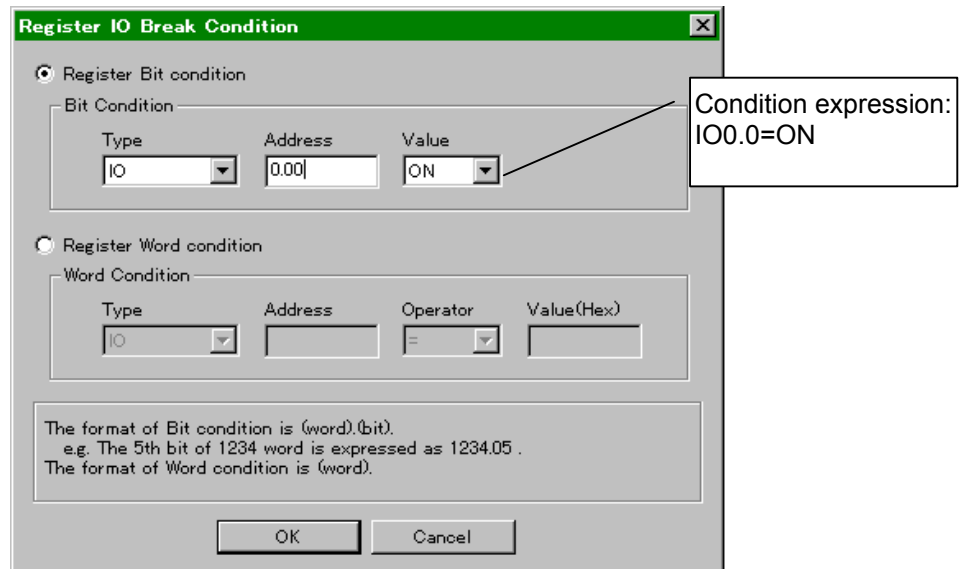 Register IO Break Condition
Register Bit condition
Bit Condition
Type Address Value
IO 0.00 ON
Condition expression:
IO0.0=ON
Register Word condition
Word Condition
Type Address Operator Value(Hex)
IO =
The format of Bit condition is (word).(bit).
e.g. The 5th bit of 1234 word is expressed as 1234.05 .
The format of Word condition is (word).
OK Cancel